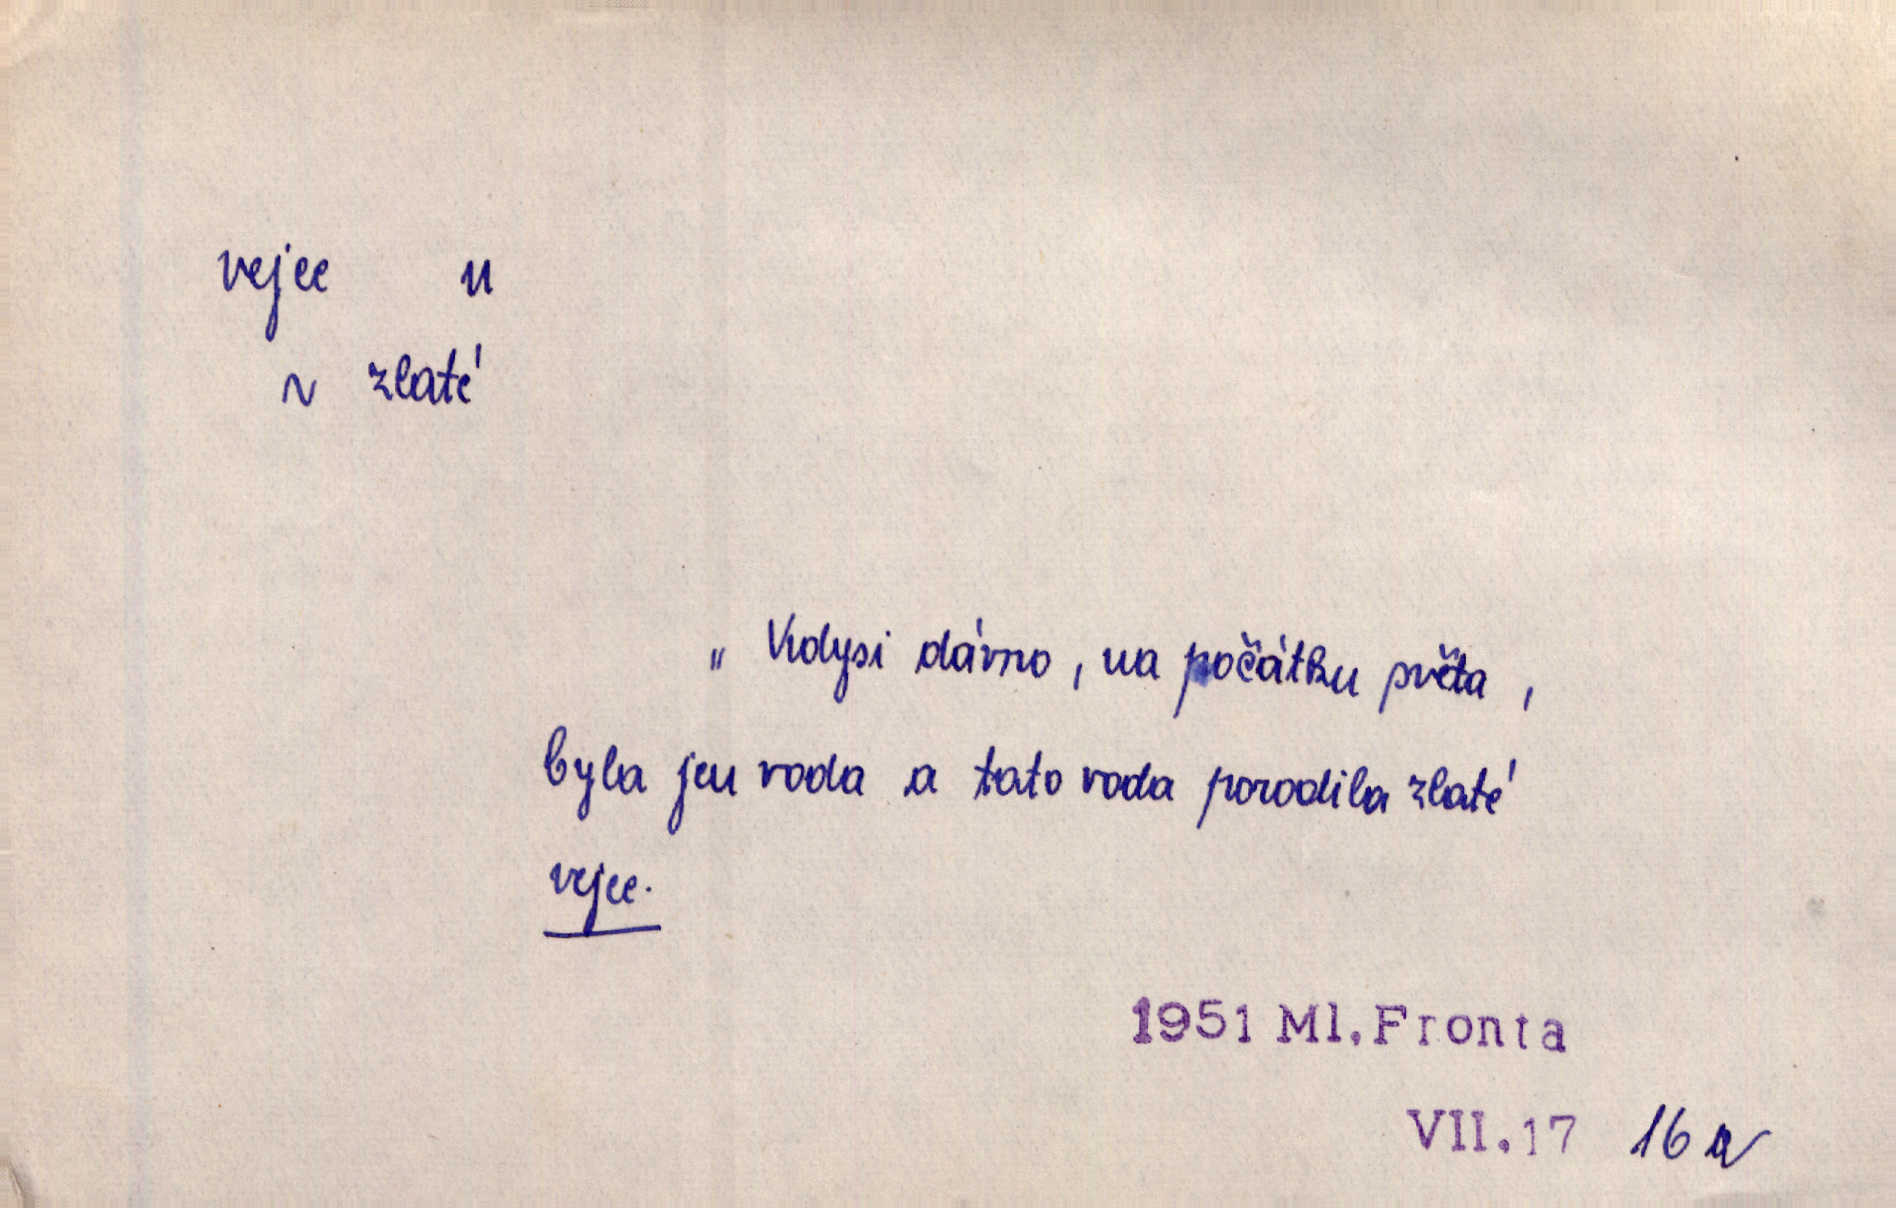 vejce u
~ zlaté
„ Kdysi dávno, na počátku světa,
byla jen voda a tato voda porodila zlaté
vejce.
1951 Ml. Fronta
VII.17 16 a